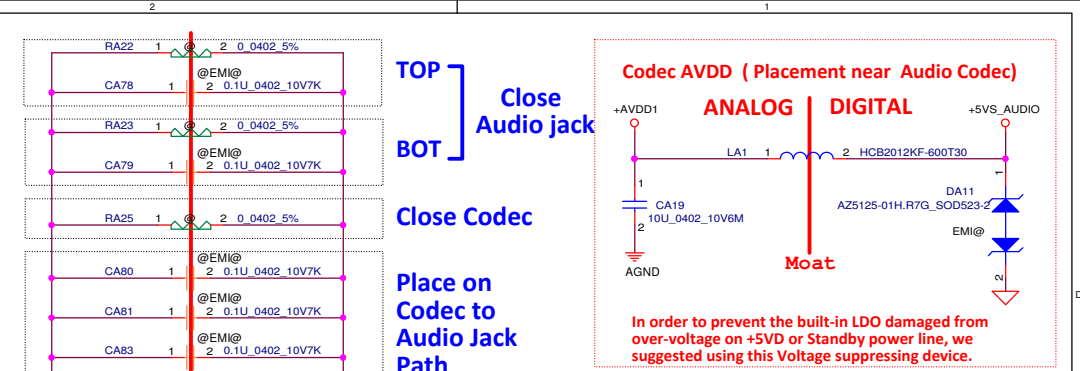 2
1
RA22 1 @ 2 0_0402_5%
@EMI@
CA78 1 2 0.1U_0402_10V7K
RA23 1 @ 2 0_0402_5%
@EMI@
CA79 1 2 0.1U_0402_10V7K
RA25 1 @ 2 0_0402_5%
@EMI@
CA80 1 2 0.1U_0402_10V7K
@EMI@
CA81 1 2 0.1U_0402_10V7K
@EMI@
CA83 1 2 0.1U_0402_10V7K
TOP
BOT
Close
Audio jack
Close Codec
Place on
Codec to
Audio Jack
Path
Codec AVDD ( Placement near Audio Codec)
+AVDD1
ANALOG
DIGITAL
+5VS_AUDIO
LA1 1 2 HCB2012KF-600T30
1
CA19
10U_0402_10V6M
2
AGND
1
DA11
AZ5125-01H.R7G_SOD523-2
EMI@
2
Moat
In order to prevent the built-in LDO damaged from
over-voltage on +5VD or Standby power line, we
suggested using this Voltage suppressing device.